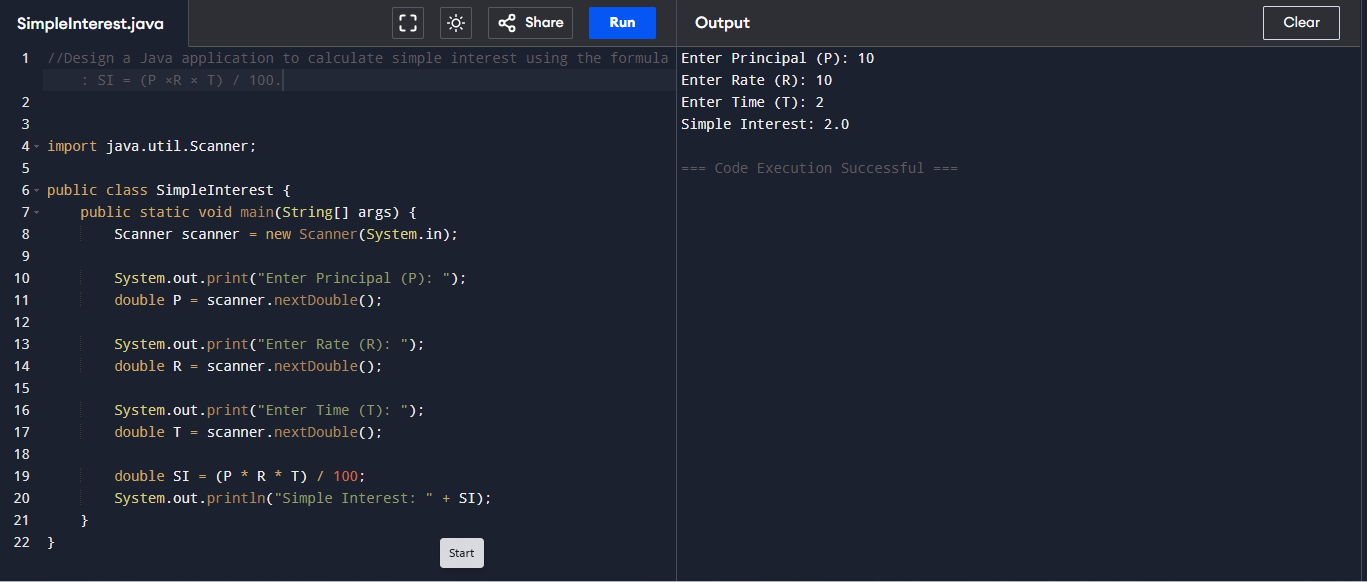 SimpleInterest.java
Share
Run
Output
Clear
1 //Design a Java application to calculate simple interest using the formula
: SI = (P ×R × T) / 100.
2
3
4 import java.util.Scanner;
5
6 public class SimpleInterest {
7 public static void main(String[] args) {
8 Scanner scanner = new Scanner(System.in);
9
10 System.out.print("Enter Principal (P): ");
11 double P = scanner.nextDouble();
12
13 System.out.print("Enter Rate (R): ");
14 double R = scanner.nextDouble();
15
16 System.out.print("Enter Time (T): ");
17 double T = scanner.nextDouble();
18
19 double SI = (P * R * T) / 100;
20 System.out.println("Simple Interest: " + SI);
21 }
22 }
Start
Enter Principal (P): 10
Enter Rate (R): 10
Enter Time (T): 2
Simple Interest: 2.0
=== Code Execution Successful ===